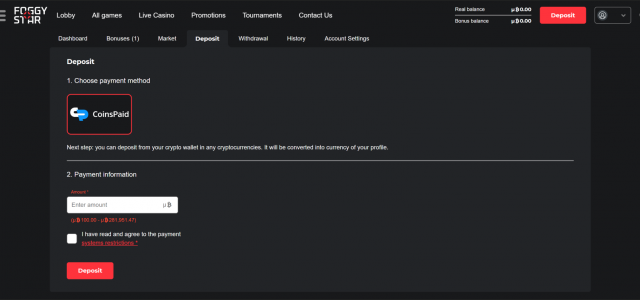 FOGGY
STAR
Lobby
All games
Live Casino
Promotions
Tournaments
Contact Us
Real balance
µ₿0.00
Bonus balance
µ₿0.00
Deposit
Dashboard
Bonuses (1)
Market
Deposit
Withdrawal
History
Account Settings
Deposit
1. Choose payment method
CoinsPaid
Next step: you can deposit from your crypto wallet in any cryptocurrencies. It will be converted into currency of your profile.
2. Payment information
Amount *
Enter amount
µ₿
I have read and agree to the payment
systems restrictions *
Deposit